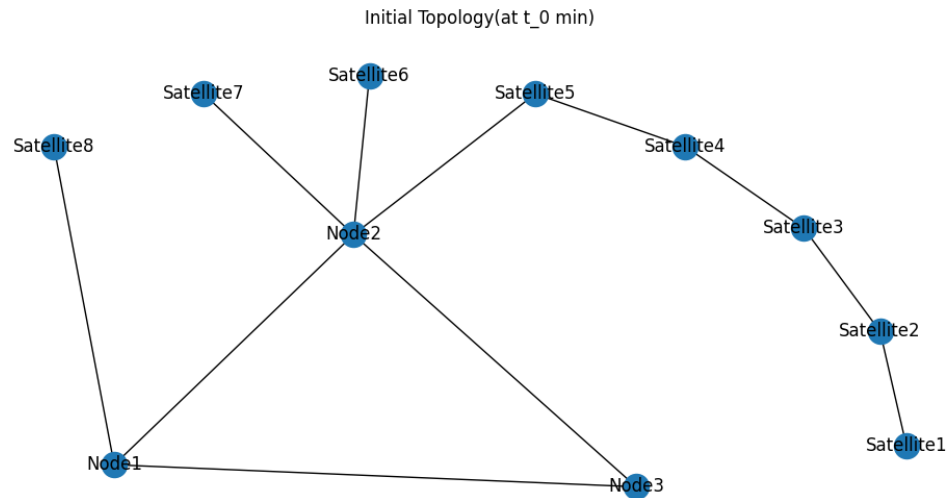 Initial Topology(at t_0 min)
Satellite6
Satellite7
Satellite5
Satellite8
Satellite4
Satellite3
Node2
Satellite2
Satellite1
Node1
Node3